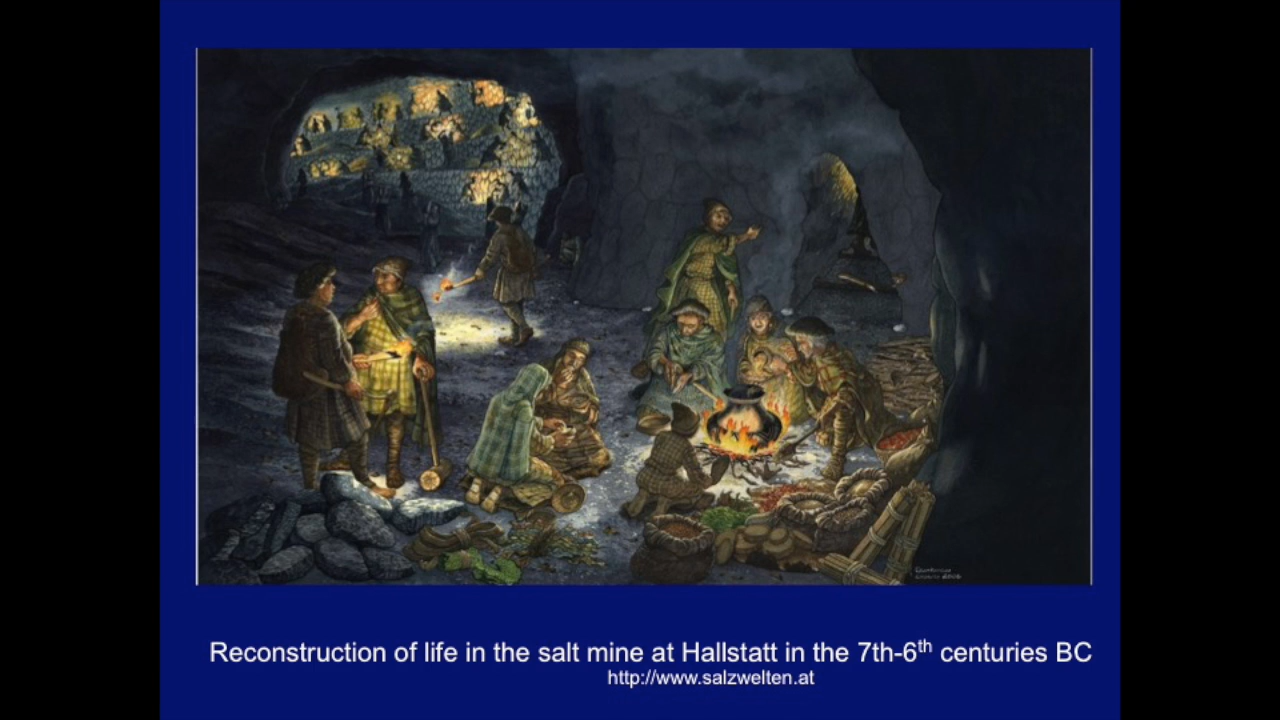 Reconstruction of life in the salt mine at Hallstatt in the 7th-6th centuries BC
http://www.salzwelten.at